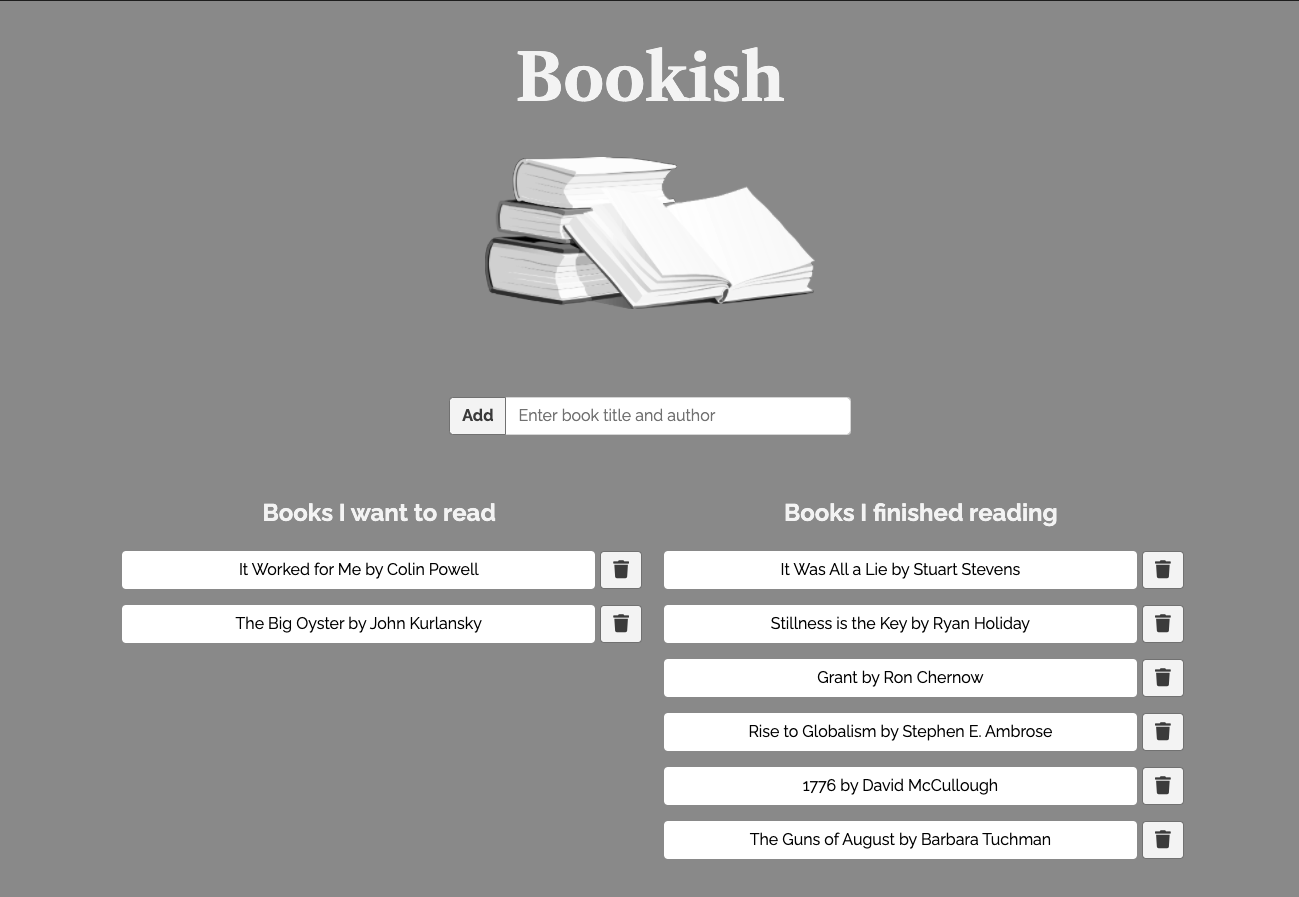 Bookish
Add
Enter book title and author
Books I want to read
It Worked for Me by Colin Powell
The Big Oyster by John Kurlansky
Books I finished reading
It Was All a Lie by Stuart Stevens
Stillness is the Key by Ryan Holiday
Grant by Ron Chernow
Rise to Globalism by Stephen E. Ambrose
1776 by David McCullough
The Guns of August by Barbara Tuchman